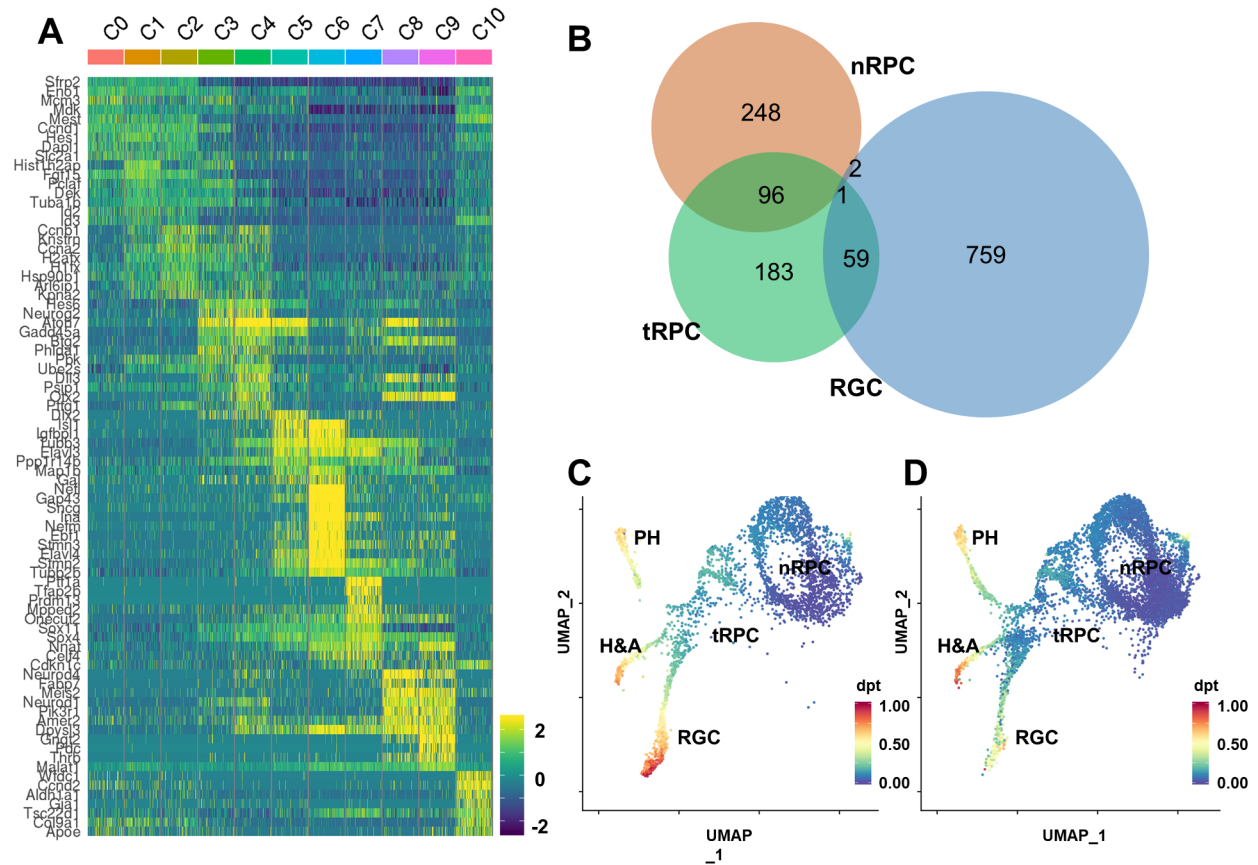 A
C0 C1 C2 C3 C4 C5 C6 C7 C8 C9 C10
Sfrp2
Eno1
Mcm3
Mdk
Mest
Ccnd1
Hes1
Dapl1
Slc2a1
Hist1h2ap
Fgf15
Pclaf
Dek
Tuba1b
Id2
Id3
Ccnb1
Knstrn
Ccna2
H2afx
H1fx
Hsp90b1
Arl6ip1
Kpna2
Hes6
Neurog2
Atoh7
Gadd45a
Btg2
Phlda1
Pbk
Ube2s
Dll3
Psip1
Otx2
Pttg1
Dlx2
Isl1
Igfbpl1
Tubb3
Elavl3
Ppp1r14b
Map1b
Gal
Nefl
Gap43
Sncg
Ina
Nefm
Ebf1
Stmn3
Elavl4
Stmn2
Tubb2b
Ptf1a
Tfap2b
Prdm13
Mpped2
Onecut2
Sox11
Sox4
Nnat
Celf4
Cdkn1c
Neurod4
Fabp7
Meis2
Neurod1
Pik3r1
Amer2
Dpysl3
Gngt2
Pdc
Thrb
Malat1
Wfdc1
Ccnd2
Aldh1a1
Gja1
Tsc22d1
Col9a1
Apoe
2
0
-2
B
nRPC
248
2
96
1
183
59
759
tRPC
RGC
C
PH
nRPC
H&A
tRPC
RGC
dpt
1.00
0.50
0.00
UMAP_2
UMAP
_1
D
PH
nRPC
H&A
tRPC
RGC
dpt
1.00
0.50
0.00
UMAP_2
UMAP_1